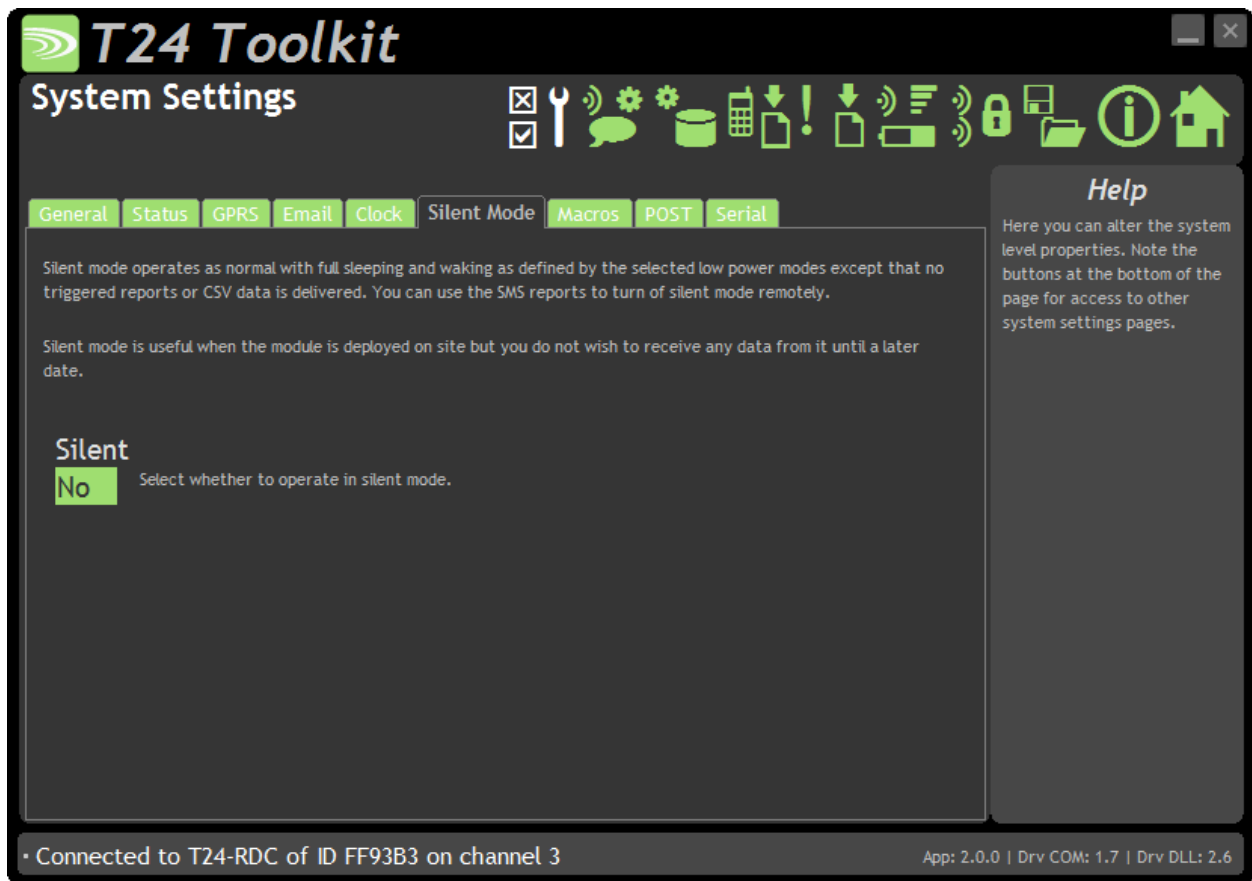 T24 Toolkit
System Settings
General Status GPRS Email Clock Silent Mode Macros POST Serial
Silent mode operates as normal with full sleeping and waking as defined by the selected low power modes except that no
triggered reports or CSV data is delivered. You can use the SMS reports to turn of silent mode remotely.
Silent mode is useful when the module is deployed on site but you do not wish to receive any data from it until a later
date.
Silent
No
Select whether to operate in silent mode.
Help
Here you can alter the system
level properties. Note the
buttons at the bottom of the
page for access to other
system settings pages.
Connected to T24-RDC of ID FF93B3 on channel 3
App: 2.0.0 | Drv COM: 1.7 | Drv DLL: 2.6